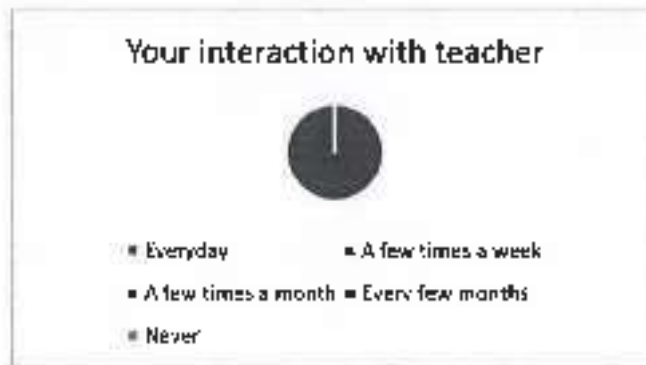 Your interaction with teacher
Everyday
A few times a week
A few times a month
Every few months
Never